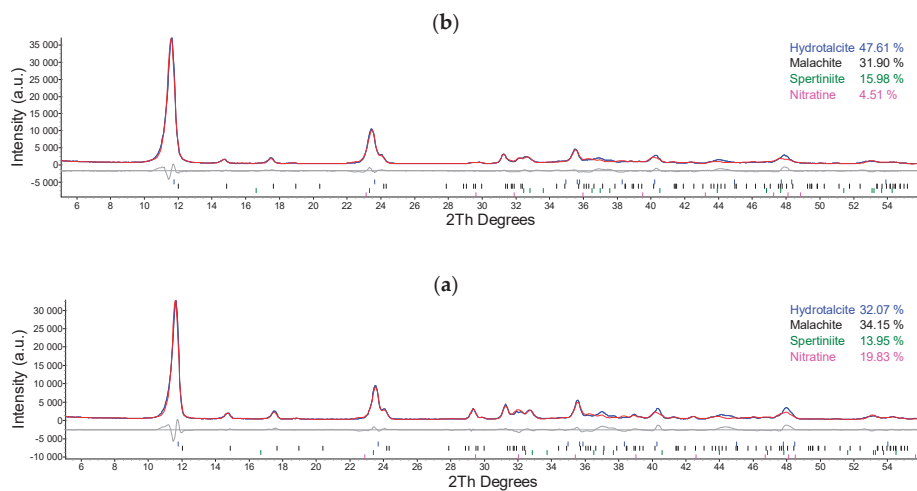 (b)
Intensity (a.u.)
35 000
30 000
25 000
20 000
15 000
10 000
5 000
0
-5 000
Hydrotalcite 47.61 %
Malachite 31.90 %
Spertiniite 15.98 %
Nitratine 4.51 %
6 8 10 12 14 16 18 20 22 24 26 28 30 32 34 36 38 40 42 44 46 48 50 52 54
2Th Degrees
(a)
Intensity (a.u.)
30 000
25 000
20 000
15 000
10 000
5 000
0
-5 000
-10 000
Hydrotalcite 32.07 %
Malachite 34.15 %
Spertiniite 13.95 %
Nitratine 19.83 %
6 8 10 12 14 16 18 20 22 24 26 28 30 32 34 36 38 40 42 44 46 48 50 52 54
2Th Degrees